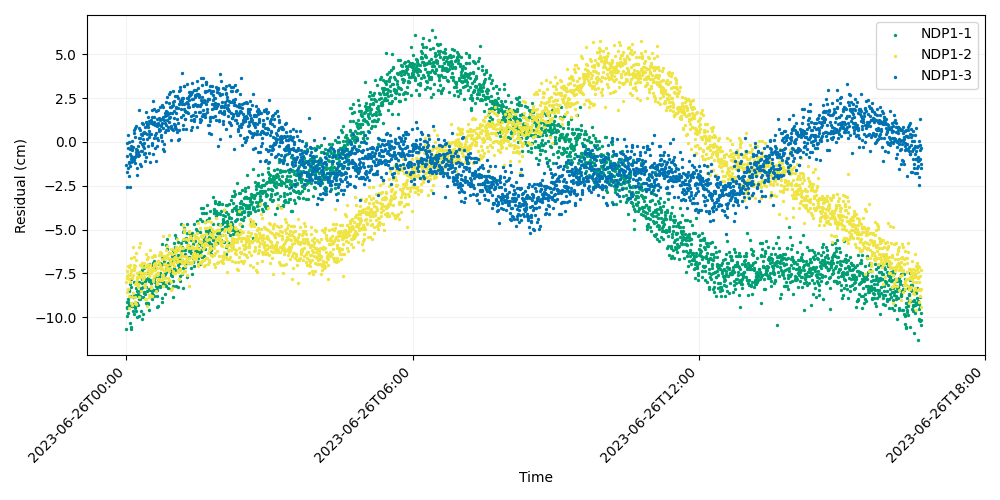 5.0
2.5
0.0
−2.5
−5.0
−7.5
−10.0
Residual (cm)
NDP1-1
NDP1-2
NDP1-3
2023-06-26T00:00
2023-06-26T06:00
2023-06-26T12:00
2023-06-26T18:00
Time